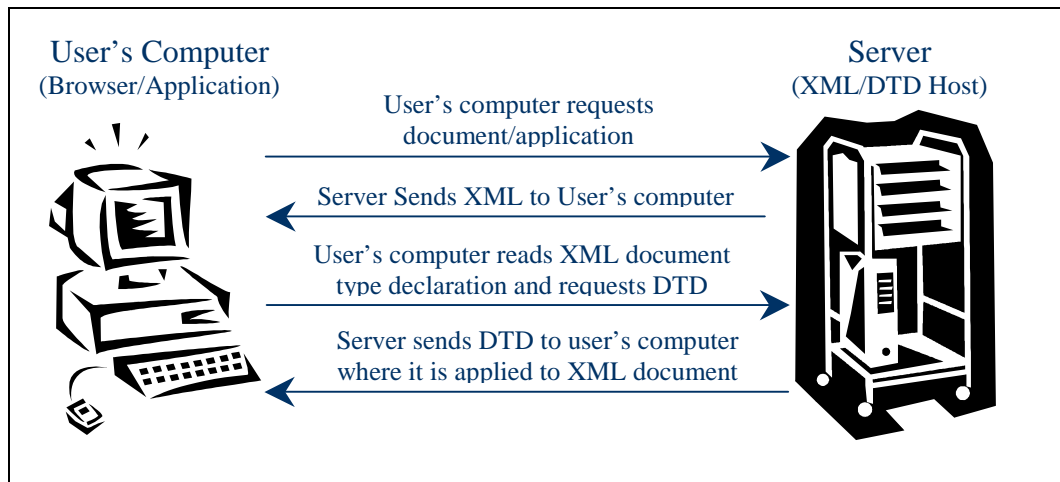 User’s Computer
(Browser/Application)
Server
(XML/DTD Host)
User’s computer requests
document/application
Server Sends XML to User’s computer
User’s computer reads XML document
type declaration and requests DTD
Server sends DTD to user’s computer
where it is applied to XML document